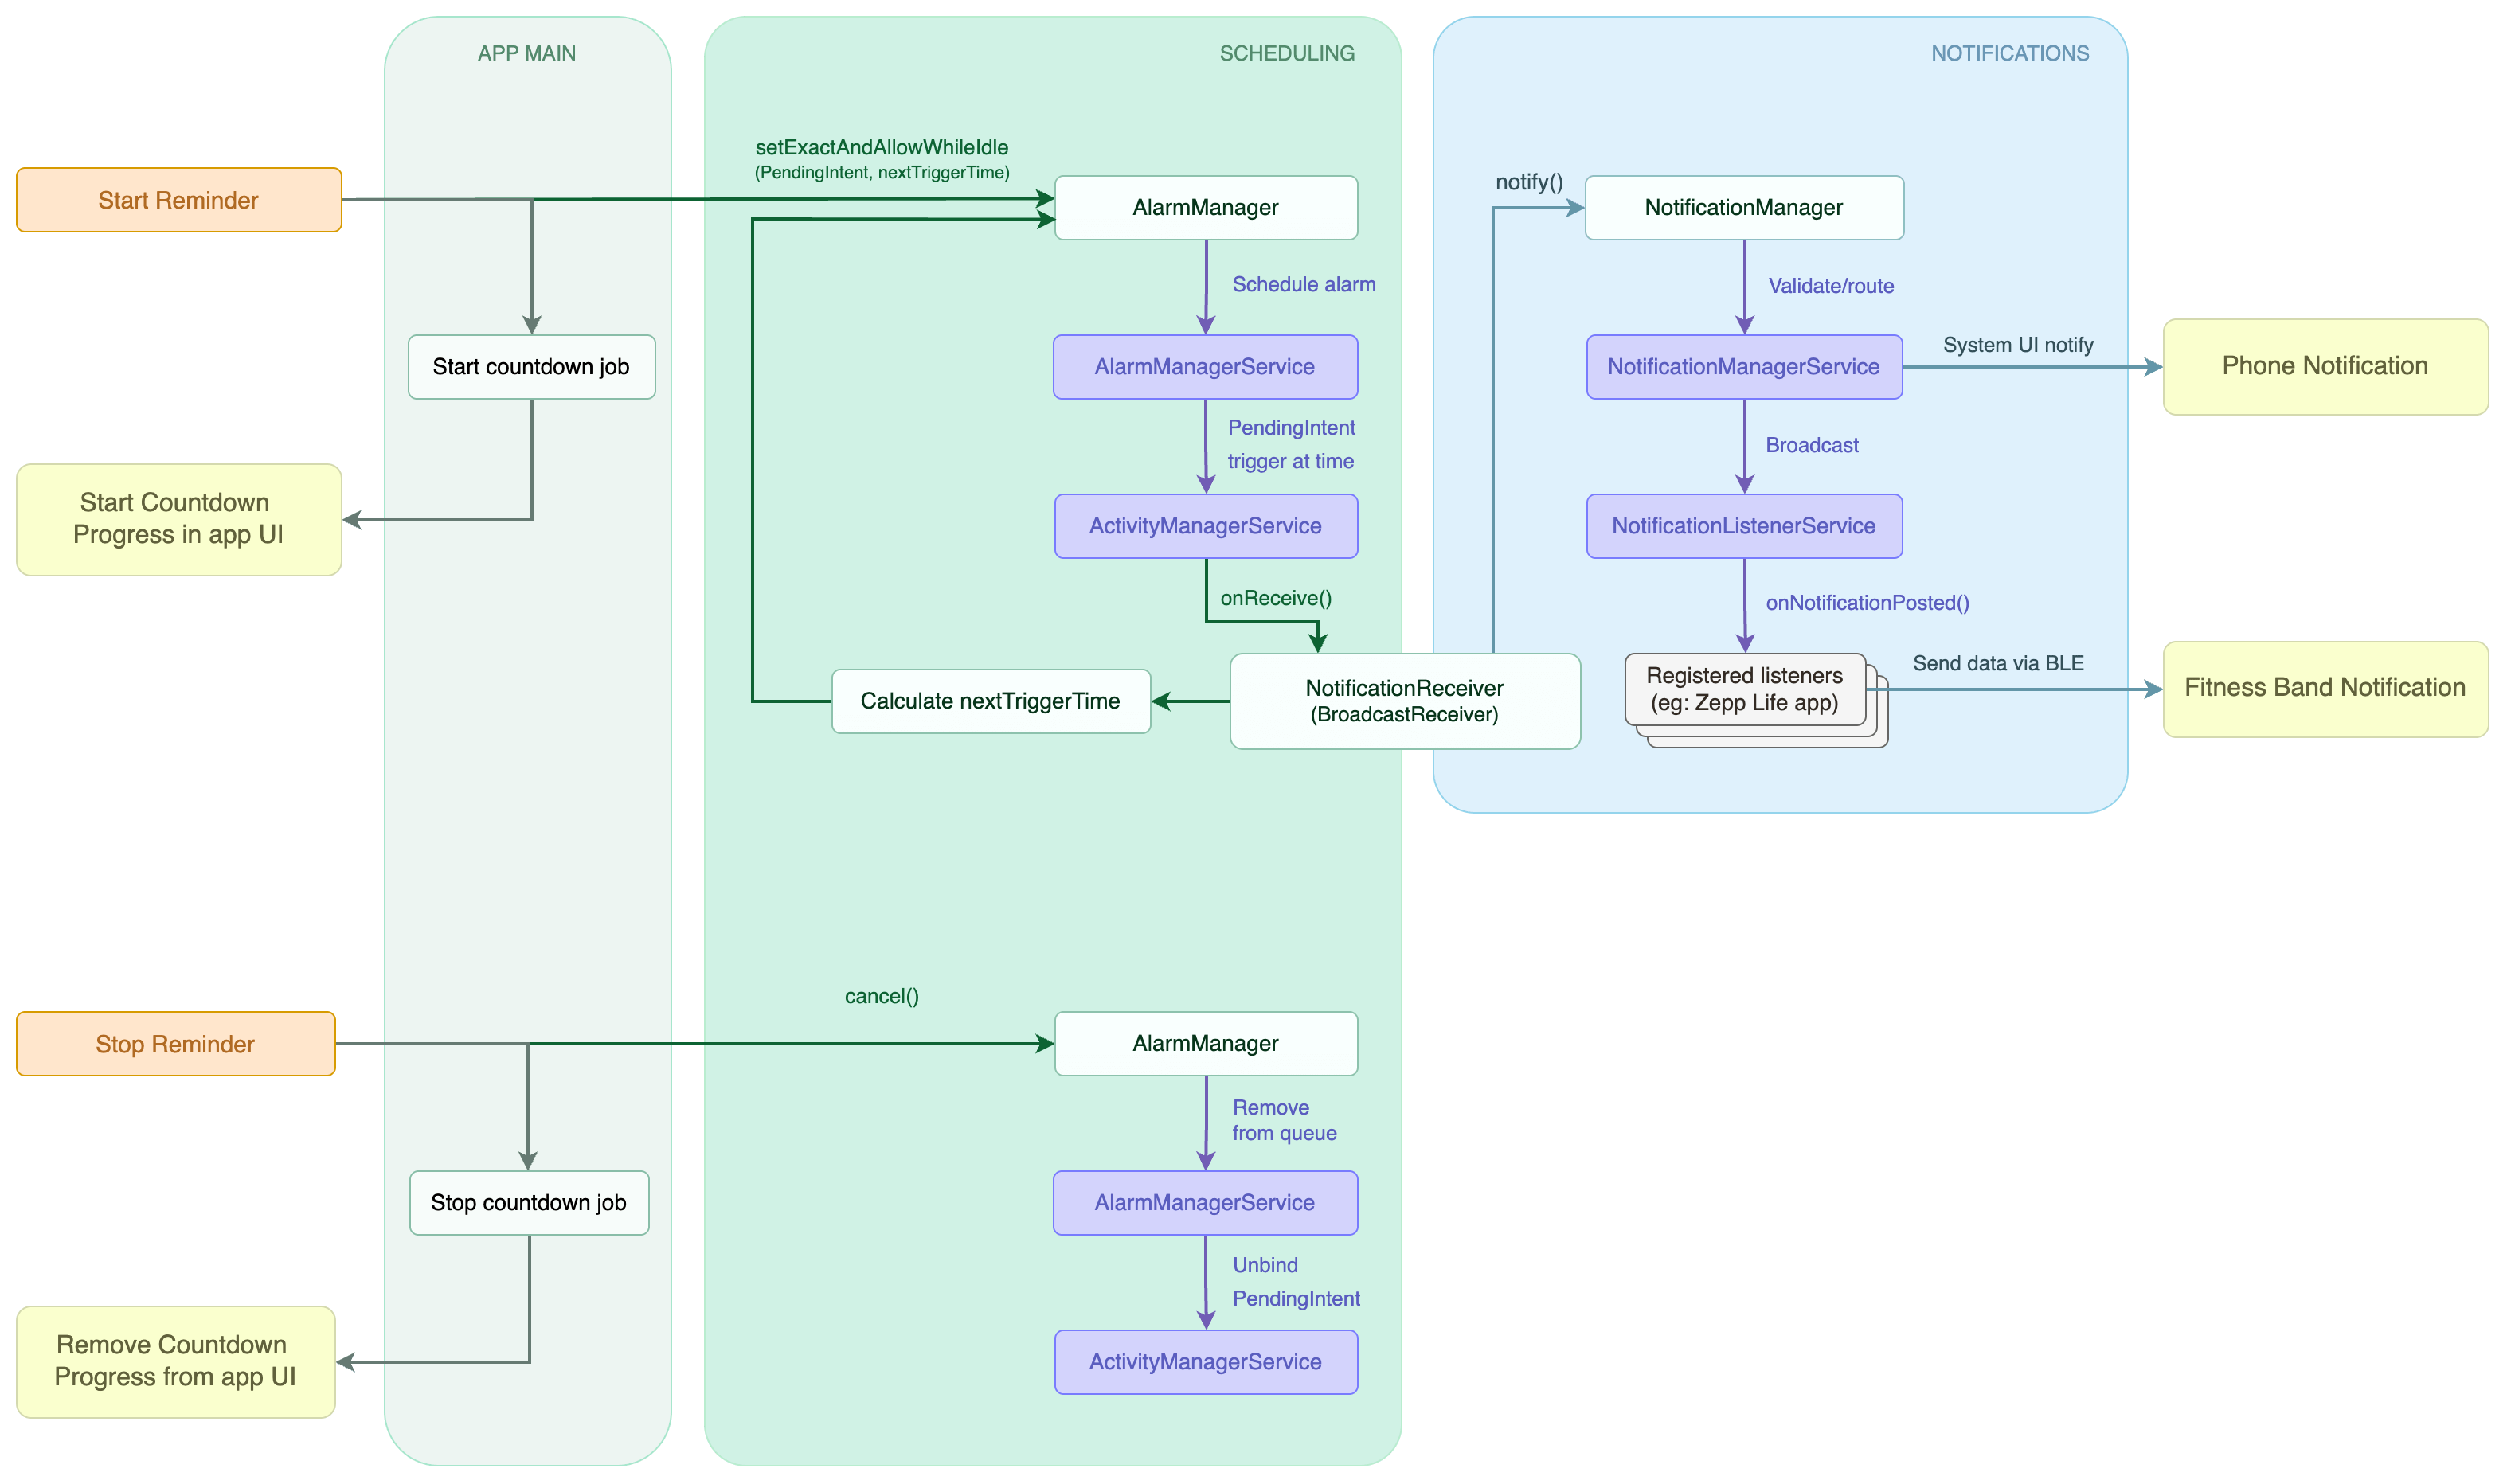 APP MAIN
SCHEDULING
NOTIFICATIONS
setExactAndAllowWhileIdle
(PendingIntent, nextTriggerTime)
Start Reminder
AlarmManager
notify()
NotificationManager
Schedule alarm
Validate/route
Start countdown job
AlarmManagerService
NotificationManagerService
System UI notify
Phone Notification
PendingIntent
trigger at time
Broadcast
Start Countdown
Progress in app UI
ActivityManagerService
NotificationListenerService
onReceive()
onNotificationPosted()
Calculate nextTriggerTime
NotificationReceiver
(BroadcastReceiver)
Registered listeners
(eg: Zepp Life app)
Send data via BLE
Fitness Band Notification
cancel()
Stop Reminder
AlarmManager
Remove
from queue
Stop countdown job
AlarmManagerService
Unbind
PendingIntent
Remove Countdown
Progress from app UI
ActivityManagerService